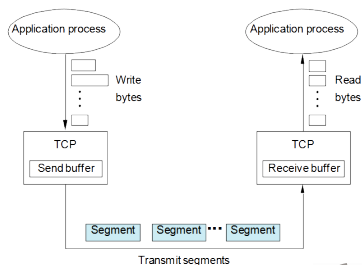 Application process
Application process
Write
bytes
Read
bytes
TCP
Send buffer
TCP
Receive buffer
Segment
Segment
Segment
Transmit segments